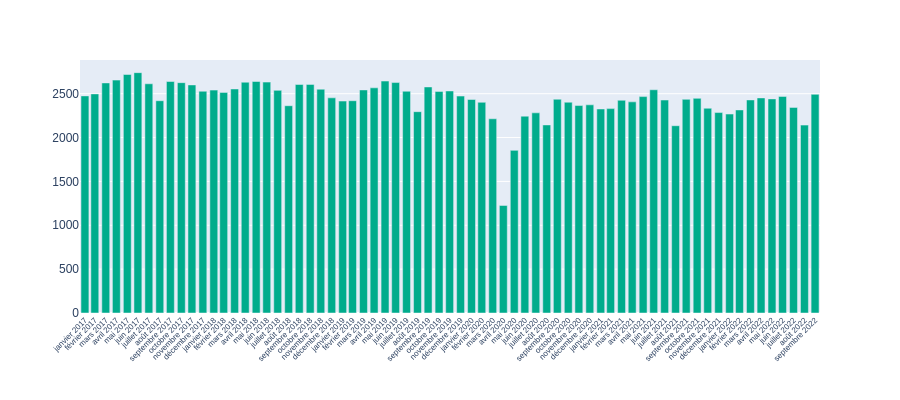 2500
2000
1500
1000
500
0
janvier 2017
février 2017
mars 2017
avril 2017
mai 2017
juin 2017
juillet 2017
août 2017
septembre 2017
octobre 2017
novembre 2017
décembre 2017
janvier 2018
février 2018
mars 2018
avril 2018
mai 2018
juin 2018
juillet 2018
août 2018
septembre 2018
octobre 2018
novembre 2018
décembre 2018
janvier 2019
février 2019
mars 2019
avril 2019
mai 2019
juin 2019
juillet 2019
août 2019
septembre 2019
octobre 2019
novembre 2019
décembre 2019
janvier 2020
février 2020
mars 2020
avril 2020
mai 2020
juin 2020
juillet 2020
août 2020
septembre 2020
octobre 2020
novembre 2020
décembre 2020
janvier 2021
février 2021
mars 2021
avril 2021
mai 2021
juin 2021
juillet 2021
août 2021
septembre 2021
octobre 2021
novembre 2021
décembre 2021
janvier 2022
février 2022
mars 2022
avril 2022
mai 2022
juin 2022
juillet 2022
août 2022
septembre 2022